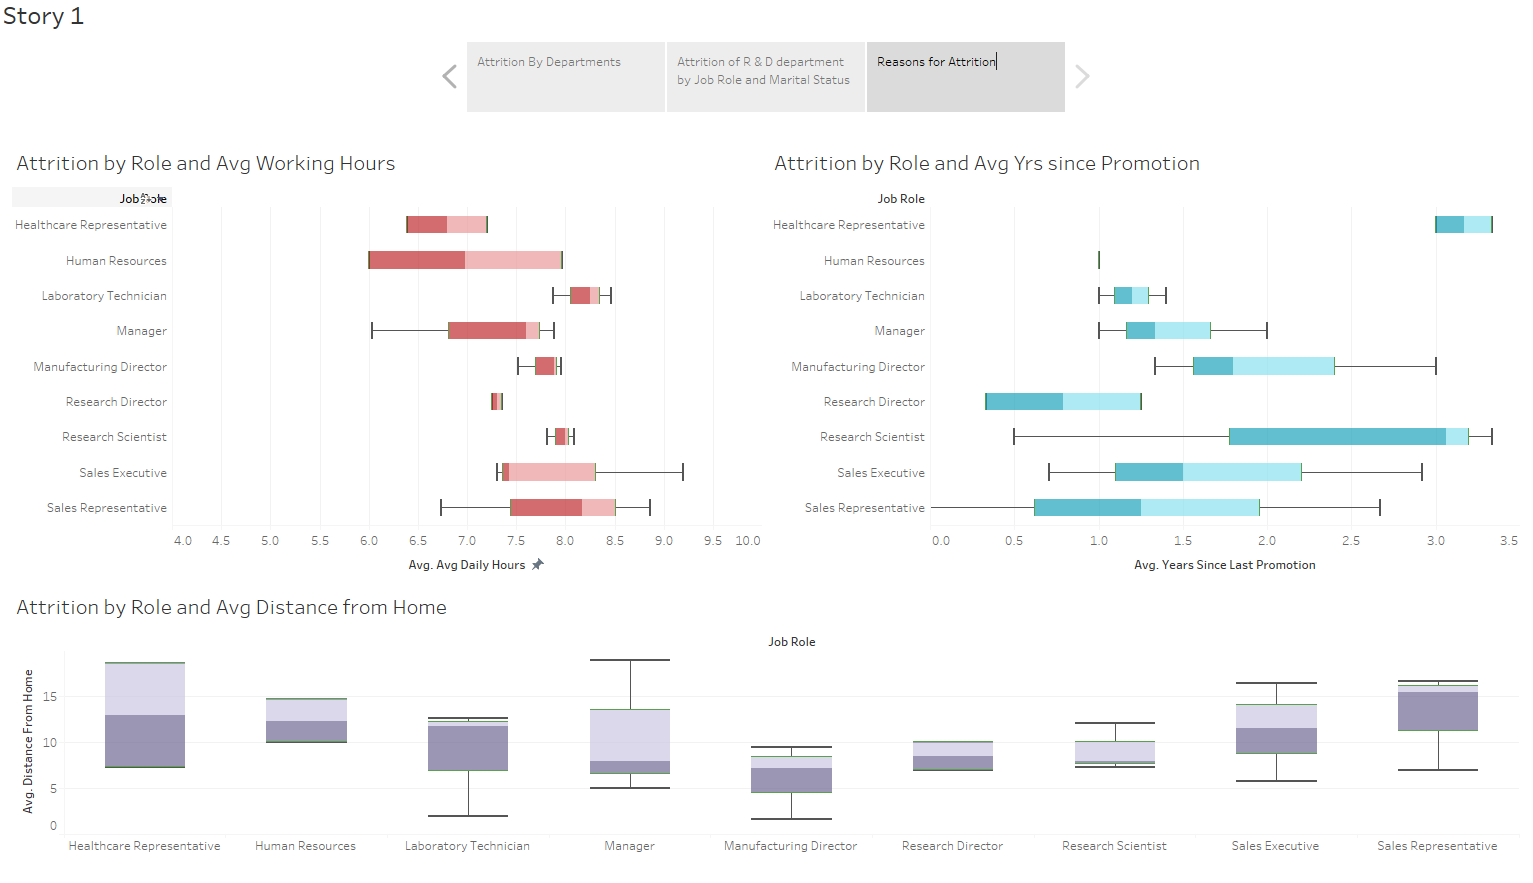 Story 1
Attrition By Departments
Attrition of R & D department
by Job Role and Marital Status
Reasons for Attrition
Attrition by Role and Avg Working Hours
Job Role
Healthcare Representative
Human Resources
Laboratory Technician
Manager
Manufacturing Director
Research Director
Research Scientist
Sales Executive
Sales Representative
4.0 4.5 5.0 5.5 6.0 6.5 7.0 7.5 8.0 8.5 9.0 9.5 10.0
Avg. Avg Daily Hours
Attrition by Role and Avg Yrs since Promotion
Job Role
Healthcare Representative
Human Resources
Laboratory Technician
Manager
Manufacturing Director
Research Director
Research Scientist
Sales Executive
Sales Representative
0.0 0.5 1.0 1.5 2.0 2.5 3.0 3.5
Avg. Years Since Last Promotion
Attrition by Role and Avg Distance from Home
Job Role
Avg. Distance From Home
15
10
5
0
Healthcare Representative Human Resources Laboratory Technician Manager Manufacturing Director Research Director Research Scientist Sales Executive Sales Representative